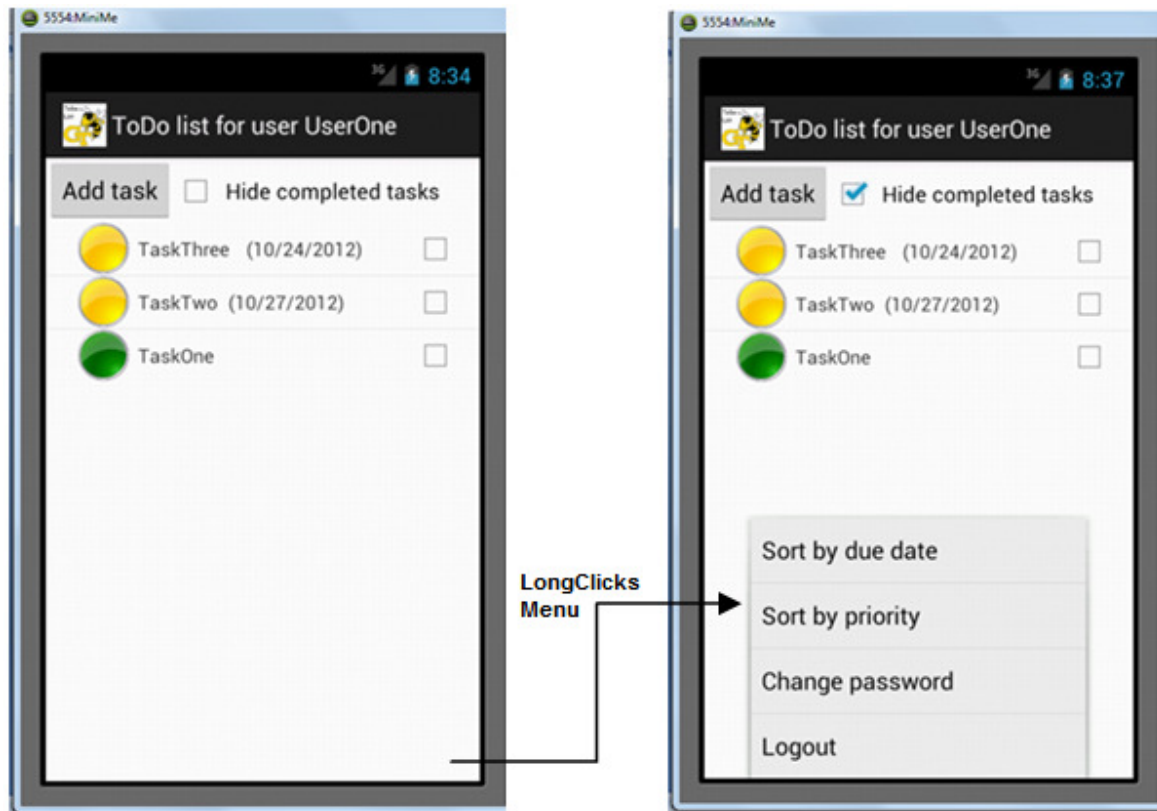 5554:MiniMe
3G 8:34
ToDo list for user UserOne
Add task Hide completed tasks
TaskThree (10/24/2012)
TaskTwo (10/27/2012)
TaskOne
LongClicks
Menu
5554:MiniMe
3G 8:37
ToDo list for user UserOne
Add task Hide completed tasks
TaskThree (10/24/2012)
TaskTwo (10/27/2012)
TaskOne
Sort by due date
Sort by priority
Change password
Logout